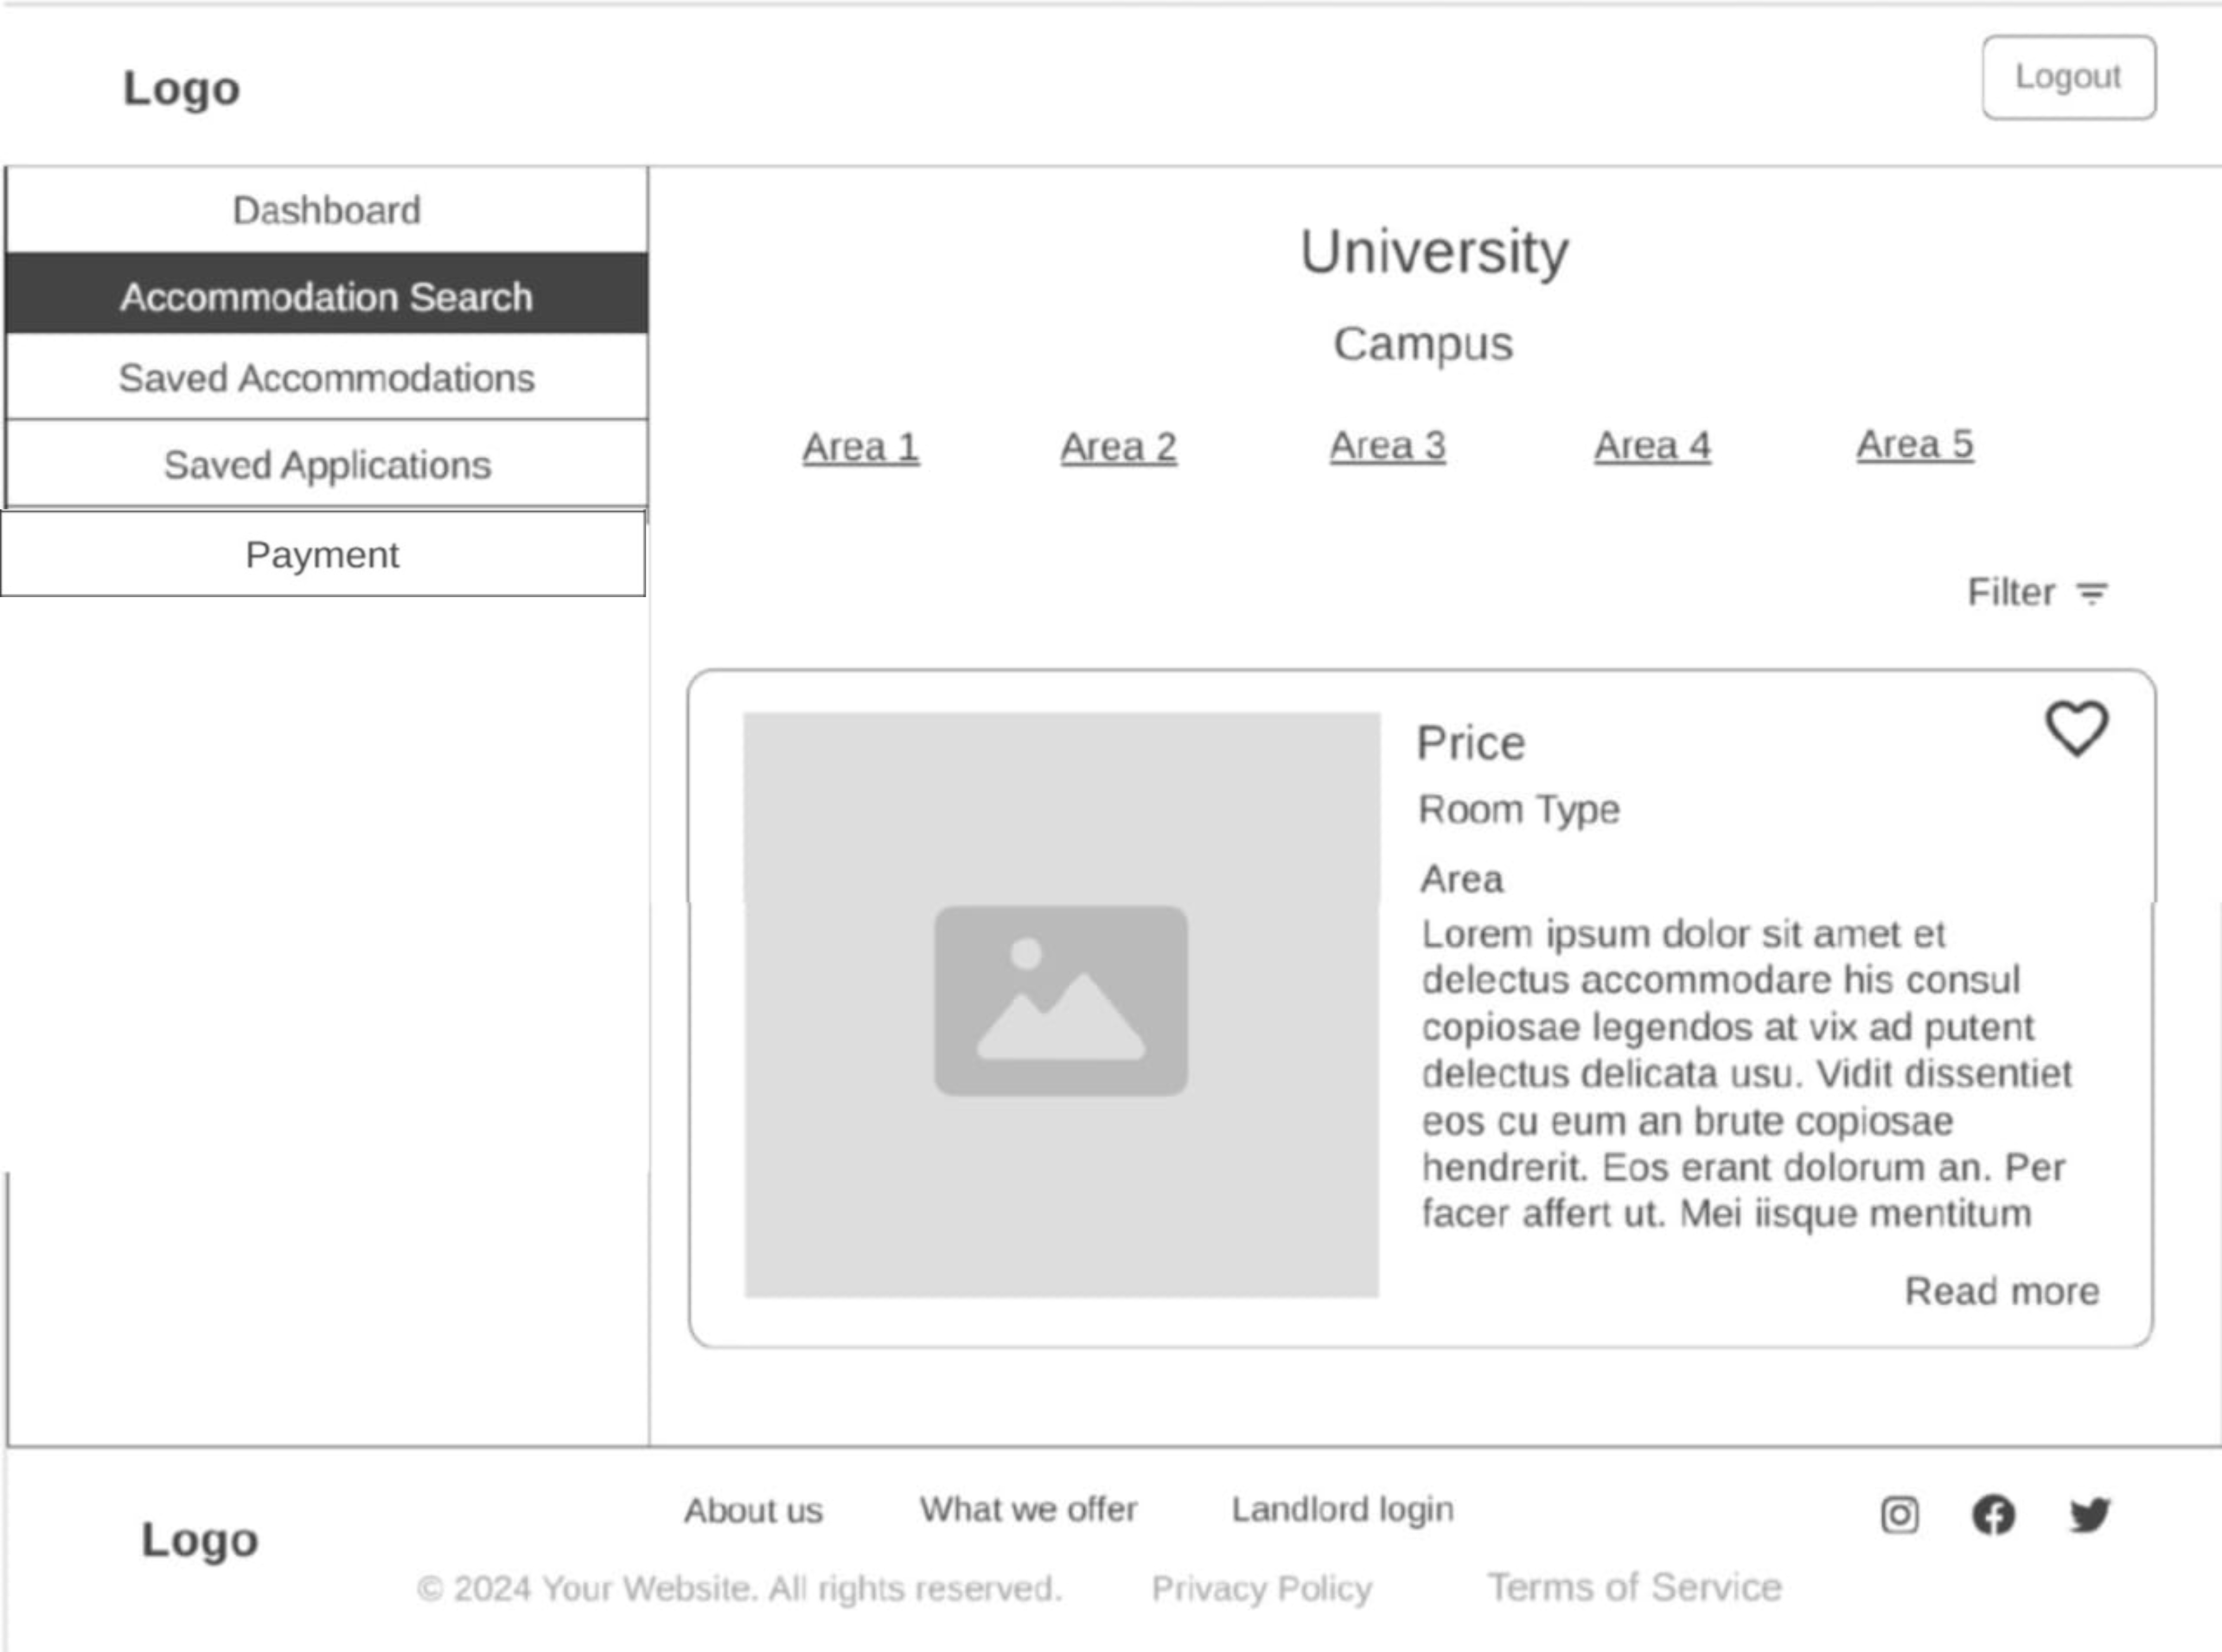 Logo
Logout
Dashboard
Accommodation Search
Saved Accommodations
Saved Applications
Payment
University
Campus
Area 1 Area 2 Area 3 Area 4 Area 5
Filter
Price
Room Type
Area
Lorem ipsum dolor sit amet et
delectus accommodare his consul
copiosae legendos at vix ad putent
delectus delicata usu. Vidit dissentiet
eos cu eum an brute copiosae
hendrerit. Eos erant dolorum an. Per
facer affert ut. Mei iisque mentitum
Read more
Logo
About us What we offer Landlord login
© 2024 Your Website. All rights reserved. Privacy Policy Terms of Service